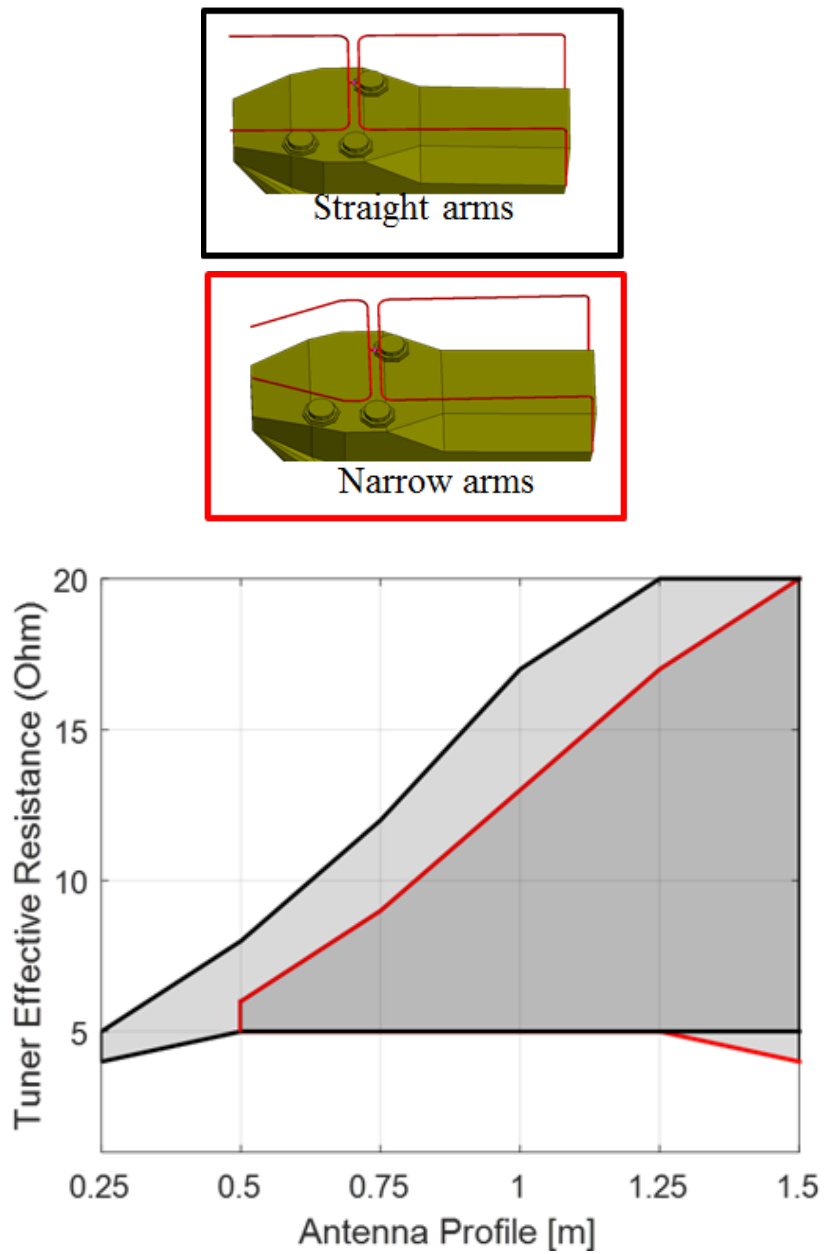 Straight arms
Narrow arms
Tuner Effective Resistance (Ohm)
20
15
10
5
0.25 0.5 0.75 1 1.25 1.5
Antenna Profile [m]